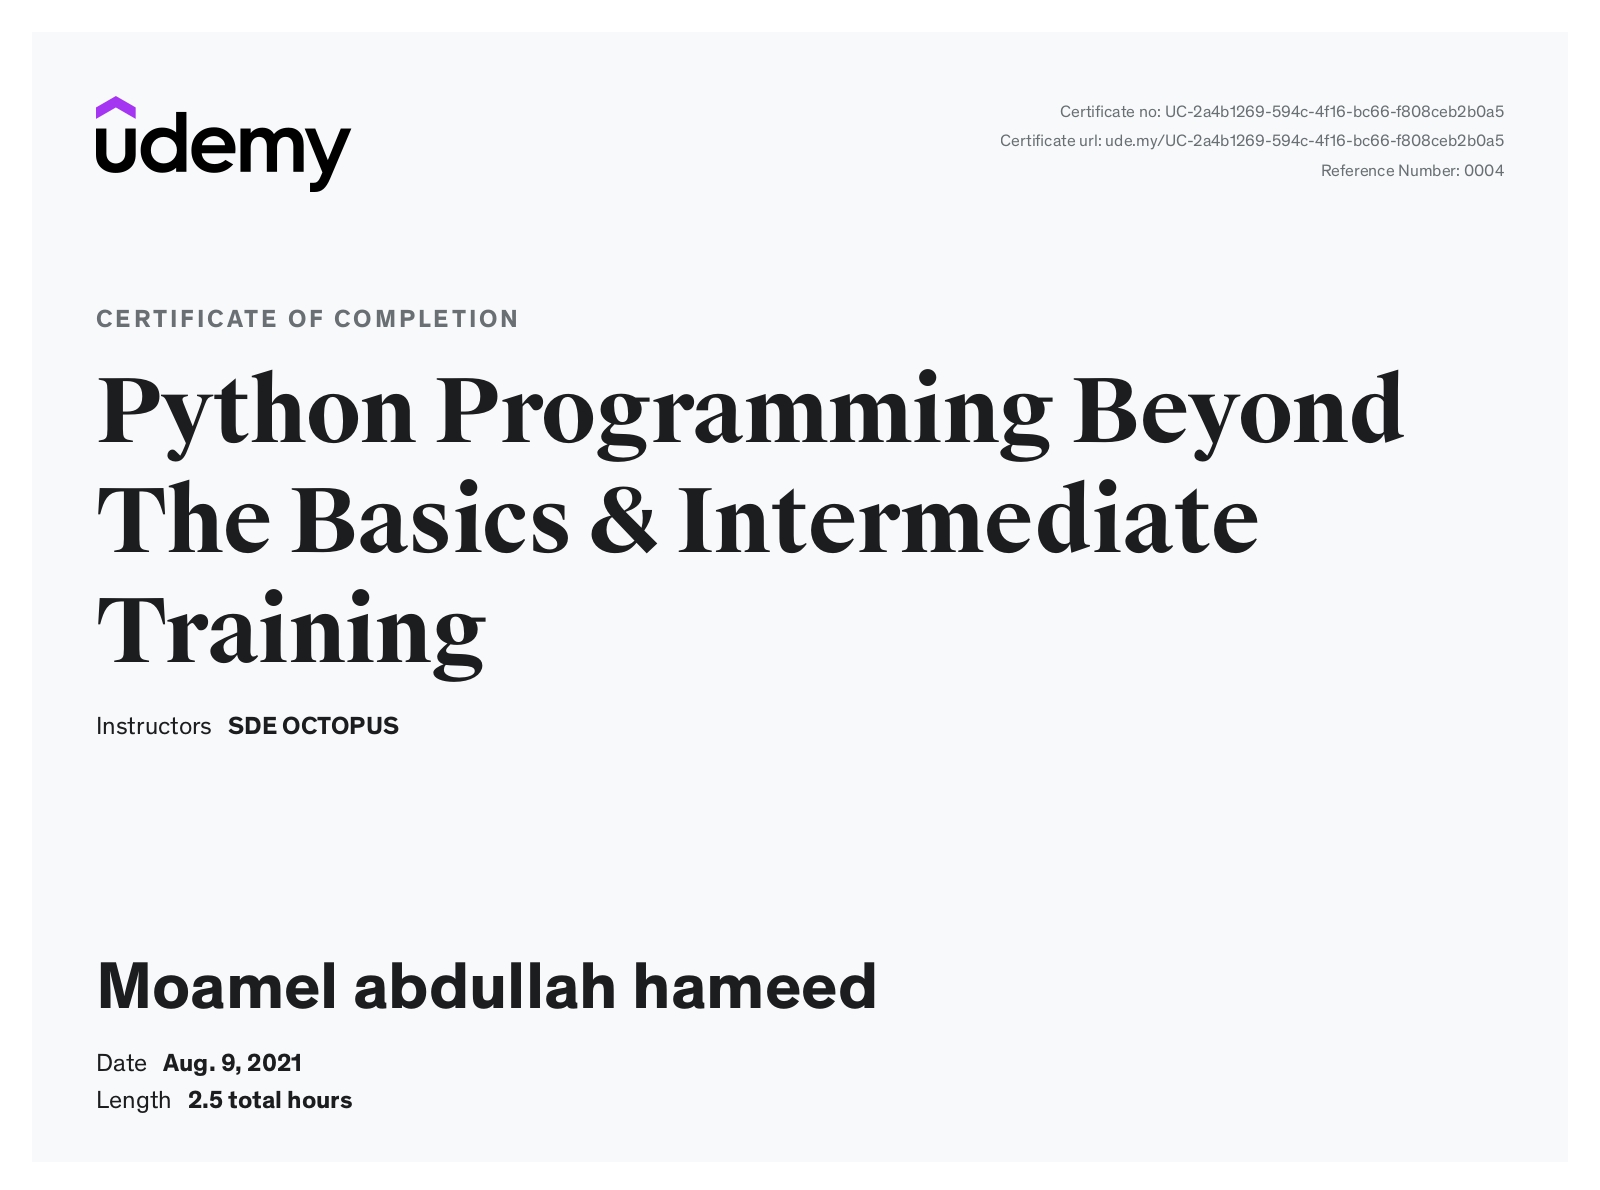 udemy
Certificate no: UC-2a4b1269-594c-4f16-bc66-f808ceb2b0a5
Certificate url: ude.my/UC-2a4b1269-594c-4f16-bc66-f808ceb2b0a5
Reference Number: 0004
CERTIFICATE OF COMPLETION
Python Programming Beyond
The Basics & Intermediate
Training
Instructors SDE OCTOPUS
Moamel abdullah hameed
Date Aug. 9, 2021
Length 2.5 total hours